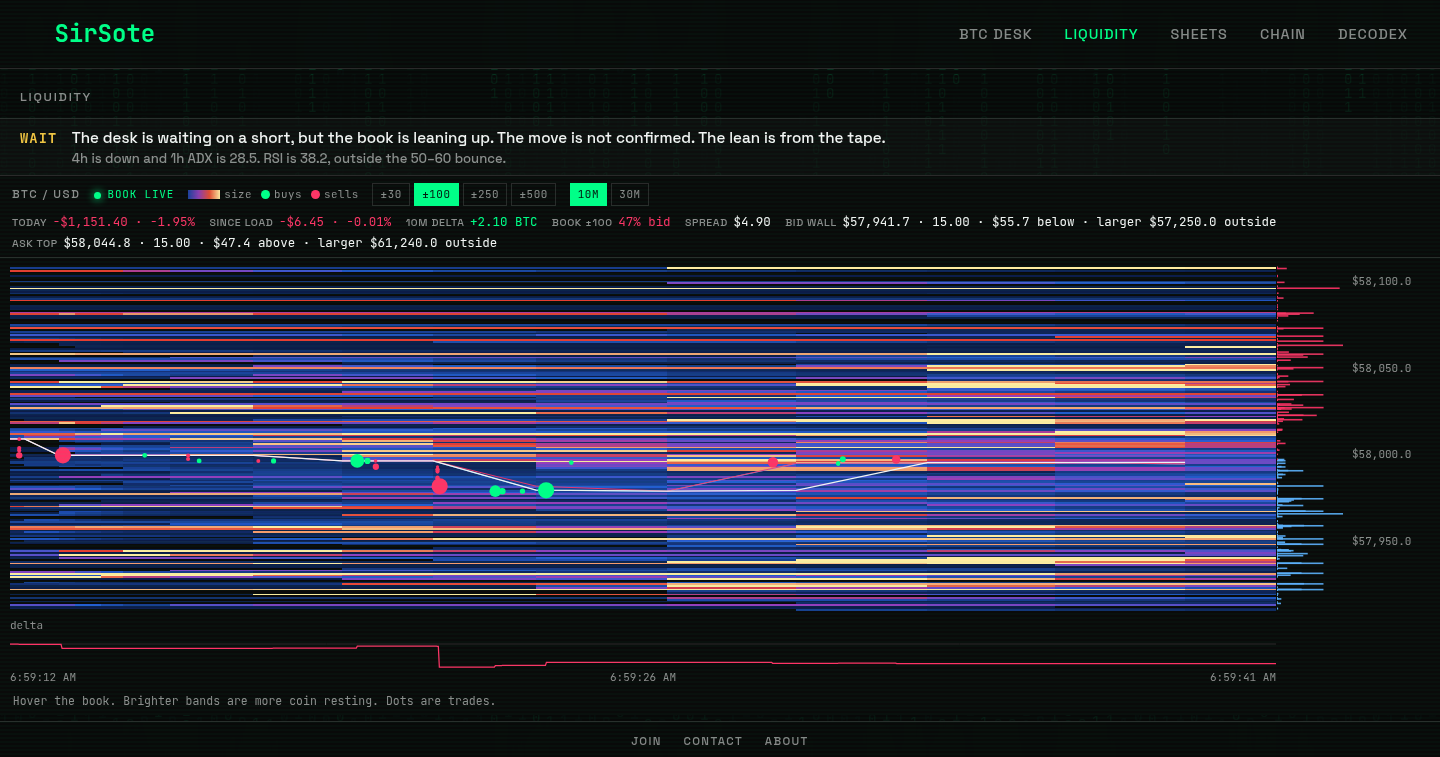 SirSote
BTC DESK LIQUIDITY SHEETS CHAIN DECODEX
LIQUIDITY
WAIT The desk is waiting on a short, but the book is leaning up. The move is not confirmed. The lean is from the tape.
4h is down and 1h ADX is 28.5. RSI is 38.2, outside the 50–60 bounce.
BTC / USD BOOK LIVE size buys sells ±30 ±100 ±250 ±500 10M 30M
TODAY -$1,151.40 · -1.95% SINCE LOAD -$6.45 · -0.01% 10M DELTA +2.10 BTC BOOK ±100 47% bid SPREAD $4.90 BID WALL $57,941.7 · 15.00 · $55.7 below · larger $57,250.0 outside
ASK TOP $58,044.8 · 15.00 · $47.4 above · larger $61,240.0 outside
$58,100.0
$58,050.0
$58,000.0
$57,950.0
delta
6:59:12 AM 6:59:26 AM 6:59:41 AM
Hover the book. Brighter bands are more coin resting. Dots are trades.
JOIN CONTACT ABOUT